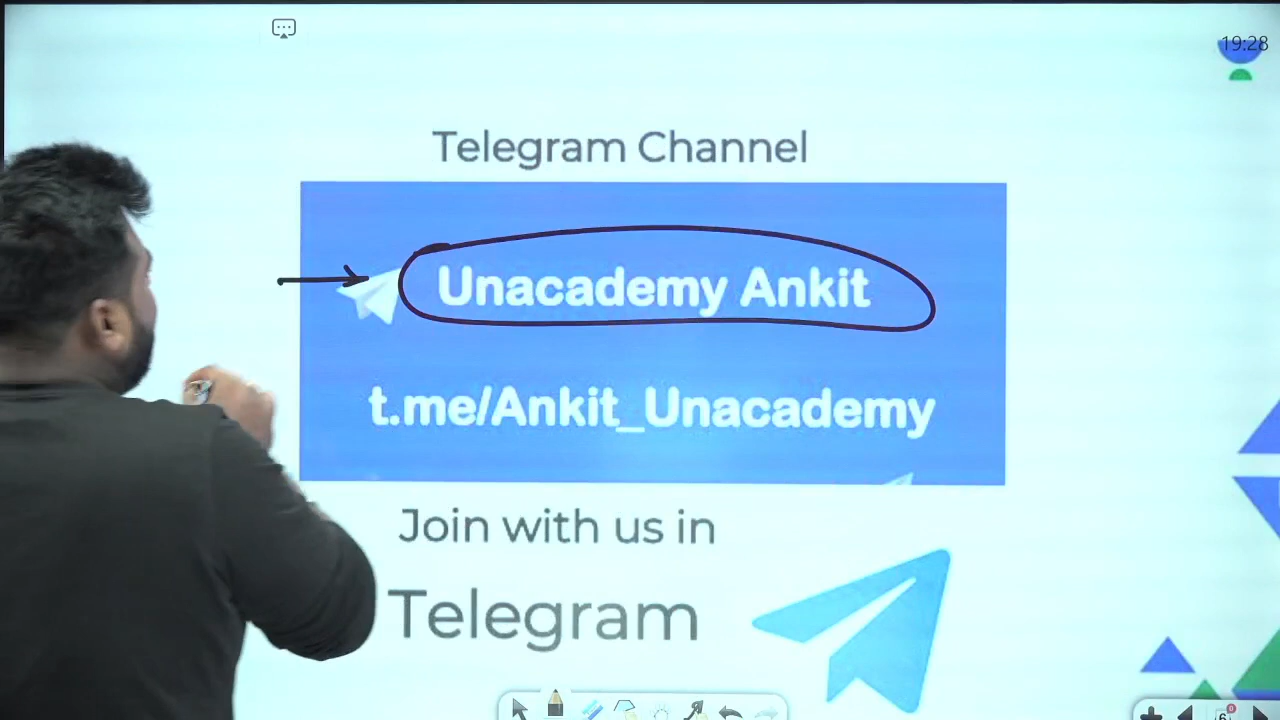 19:28
Telegram Channel
Unacademy Ankit
t.me/Ankit_Unacademy
Join with us in
Telegram